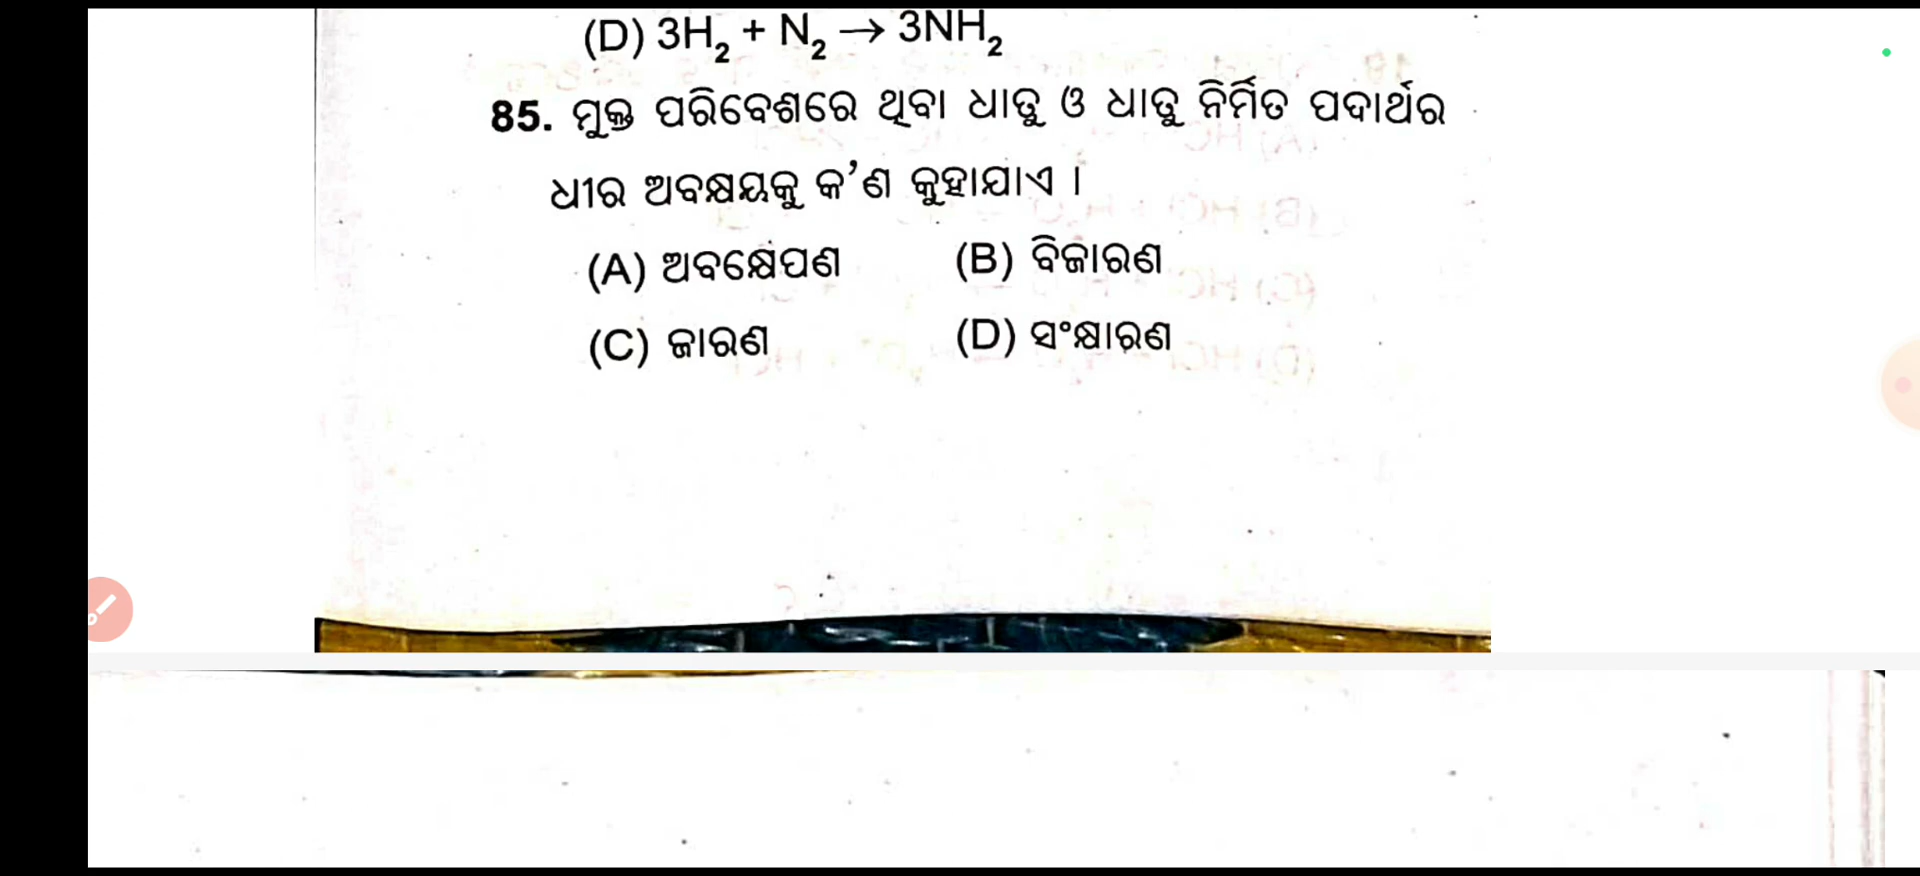 (D) 3H₂ + N₂ → 3NH₂
85. ମୁକ୍ତ ପରିବେଶରେ ଥିବା ଧାତୁ ଓ ଧାତୁ ନିର୍ମିତ ପଦାର୍ଥର
ଧୀର ଅବକ୍ଷୟକୁ କ'ଣ କୁହାଯାଏ ।
(A) ଅବକ୍ଷେପଣ (B) ବିଜାରଣ
(C) ଜାରଣ (D) ସଂକ୍ଷାରଣ